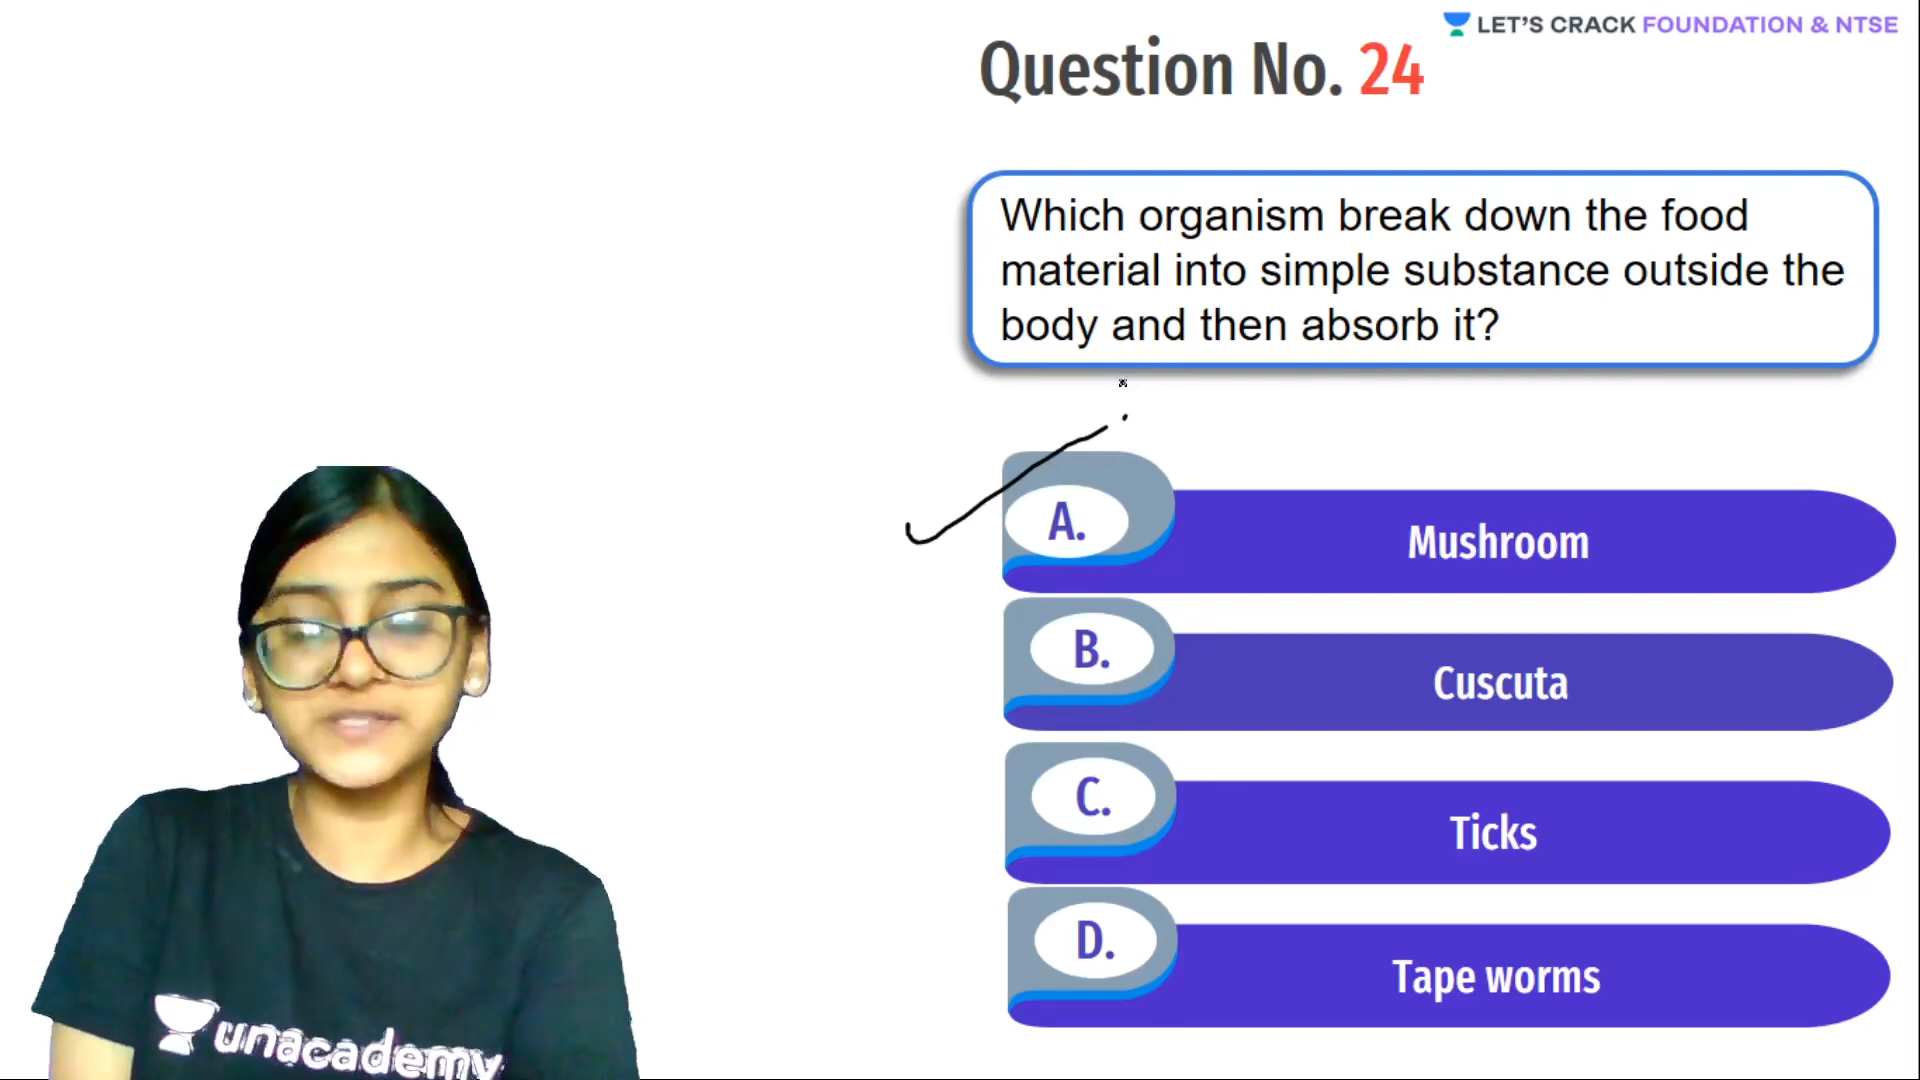 LET'S CRACK FOUNDATION & NTSE
Question No. 24
Which organism break down the food
material into simple substance outside the
body and then absorb it?
A.
Mushroom
B.
Cuscuta
C.
Ticks
D.
Tape worms
unacademy